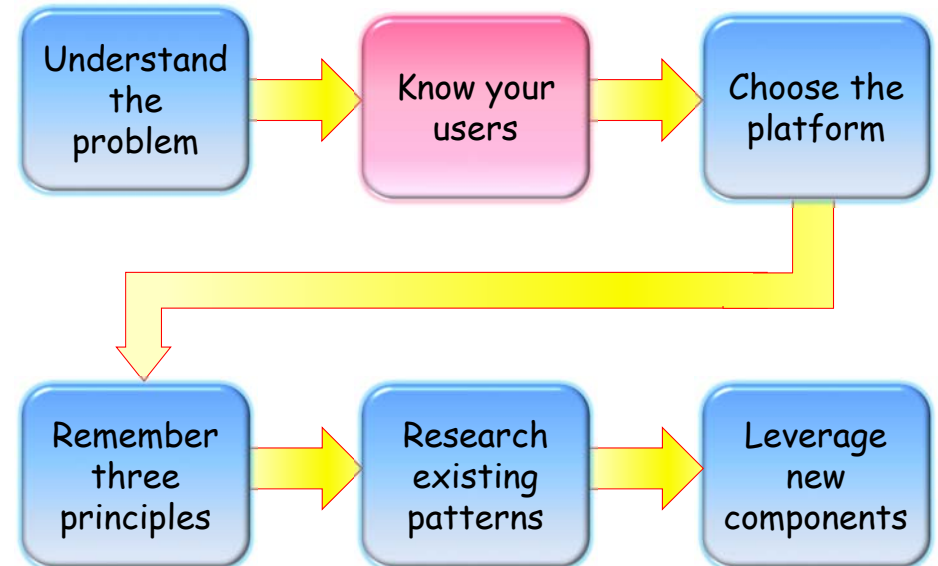 Understand
the
problem
Know your
users
Choose the
platform
Remember
three
principles
Research
existing
patterns
Leverage
new
components